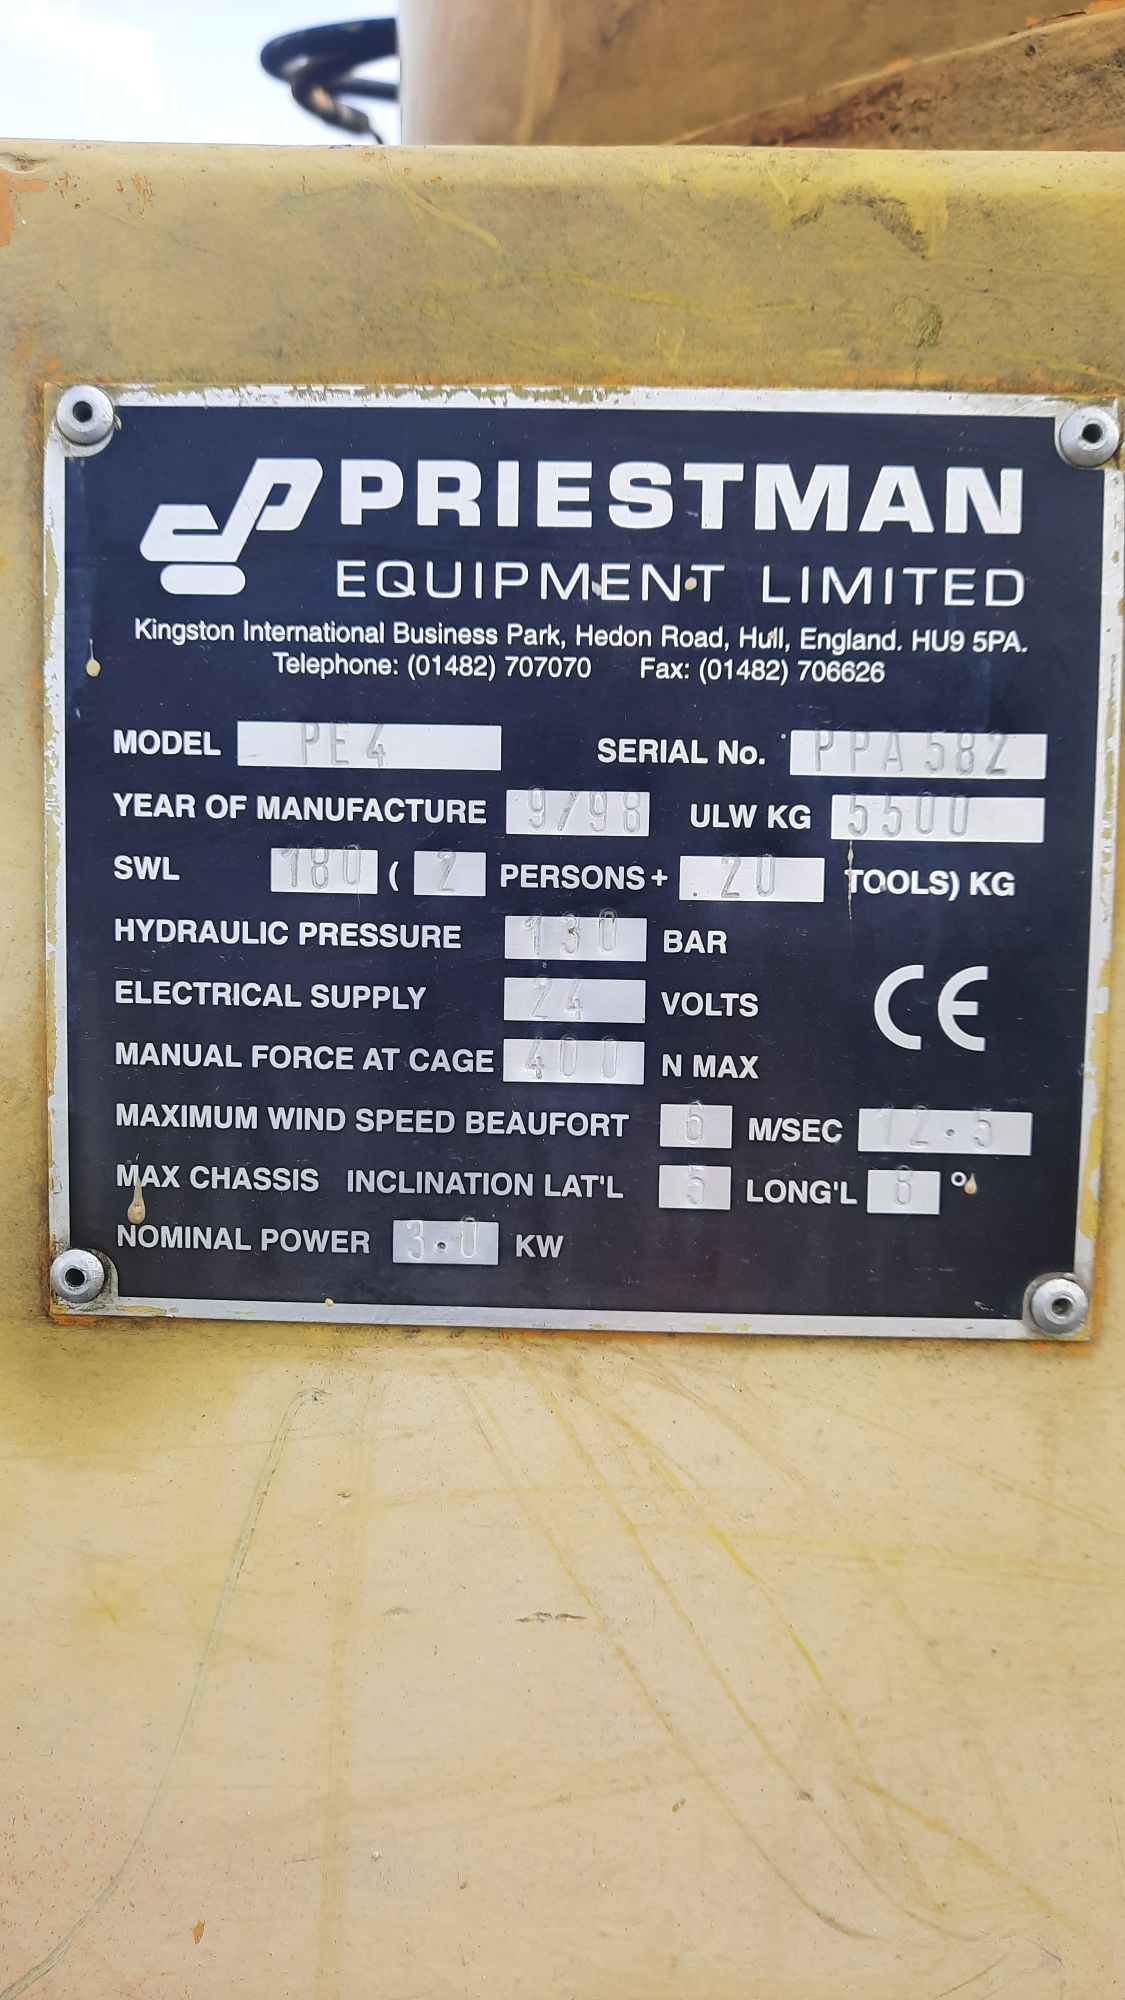 PRIESTMAN
EQUIPMENT LIMITED
Kingston International Business Park, Hedon Road, Hull, England. HU9 5PA.
Telephone: (01482) 707070 Fax: (01482) 706626
MODEL PE4 SERIAL No. PPA582
YEAR OF MANUFACTURE 9/98 ULW KG 5500
SWL 180 ( 2 PERSONS + 20 TOOLS) KG
HYDRAULIC PRESSURE 130 BAR
ELECTRICAL SUPPLY 24 VOLTS
CE
MANUAL FORCE AT CAGE 400 N MAX
MAXIMUM WIND SPEED BEAUFORT 6 M/SEC 12.5
MAX CHASSIS INCLINATION LAT'L 5 LONG'L 8 °
NOMINAL POWER 3.0 KW